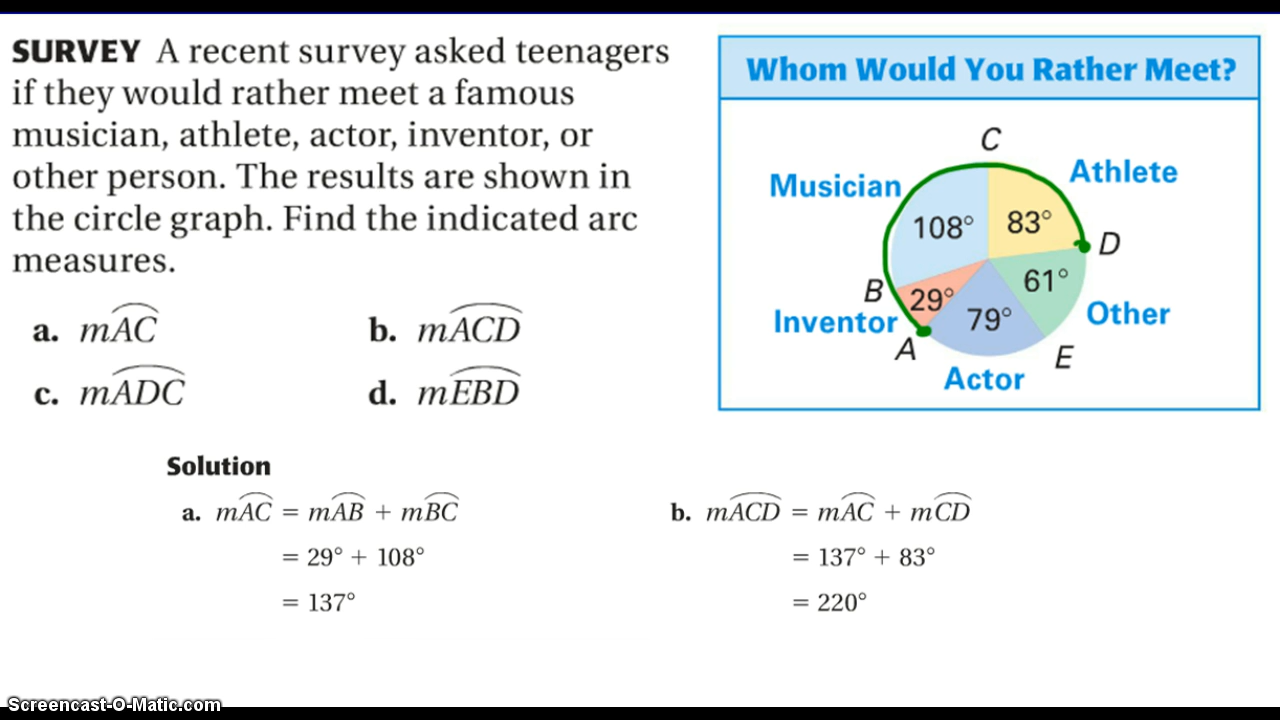 SURVEY A recent survey asked teenagers
if they would rather meet a famous
musician, athlete, actor, inventor, or
other person. The results are shown in
the circle graph. Find the indicated arc
measures.
a. mAC
b. mACD
c. mADC
d. mEBD
Whom Would You Rather Meet?
C
Musician
Athlete
108°
83°
D
B
29°
61°
Inventor
79°
Other
A
E
Actor
Solution
a. mAC = mAB + mBC
= 29° + 108°
= 137°
b. mACD = mAC + mCD
= 137° + 83°
= 220°
Screencast-O-Matic.com